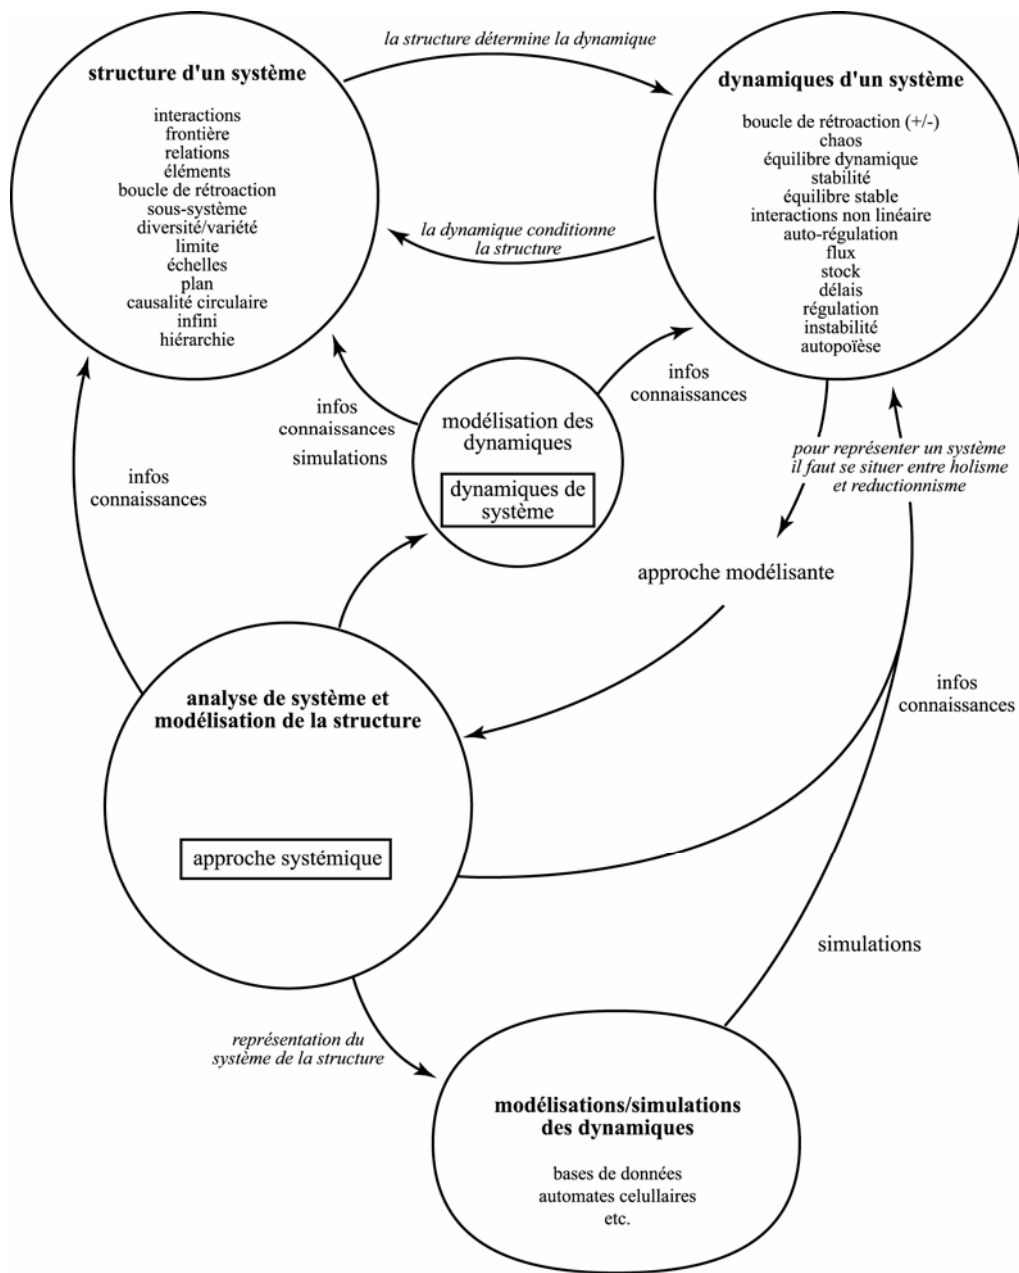 la structure détermine la dynamique
structure d'un système
interactions
frontière
relations
éléments
boucle de rétroaction
sous-système
diversité/variété
limite
échelles
plan
causalité circulaire
infini
hiérarchie
dynamiques d'un système
boucle de rétroaction (+/-)
chaos
équilibre dynamique
stabilité
équilibre stable
interactions non linéaire
auto-régulation
flux
stock
délais
régulation
instabilité
autopoïèse
la dynamique conditionne
la structure
infos
connaissances
simulations
infos
connaissances
modélisation des
dynamiques
dynamiques de
système
pour représenter un système
il faut se situer entre holisme
et reductionnisme
infos
connaissances
approche modélisante
analyse de système et
modélisation de la structure
approche systémique
infos
connaissances
simulations
représentation du
système de la structure
modélisations/simulations
des dynamiques
bases de données
automates celullaires
etc.